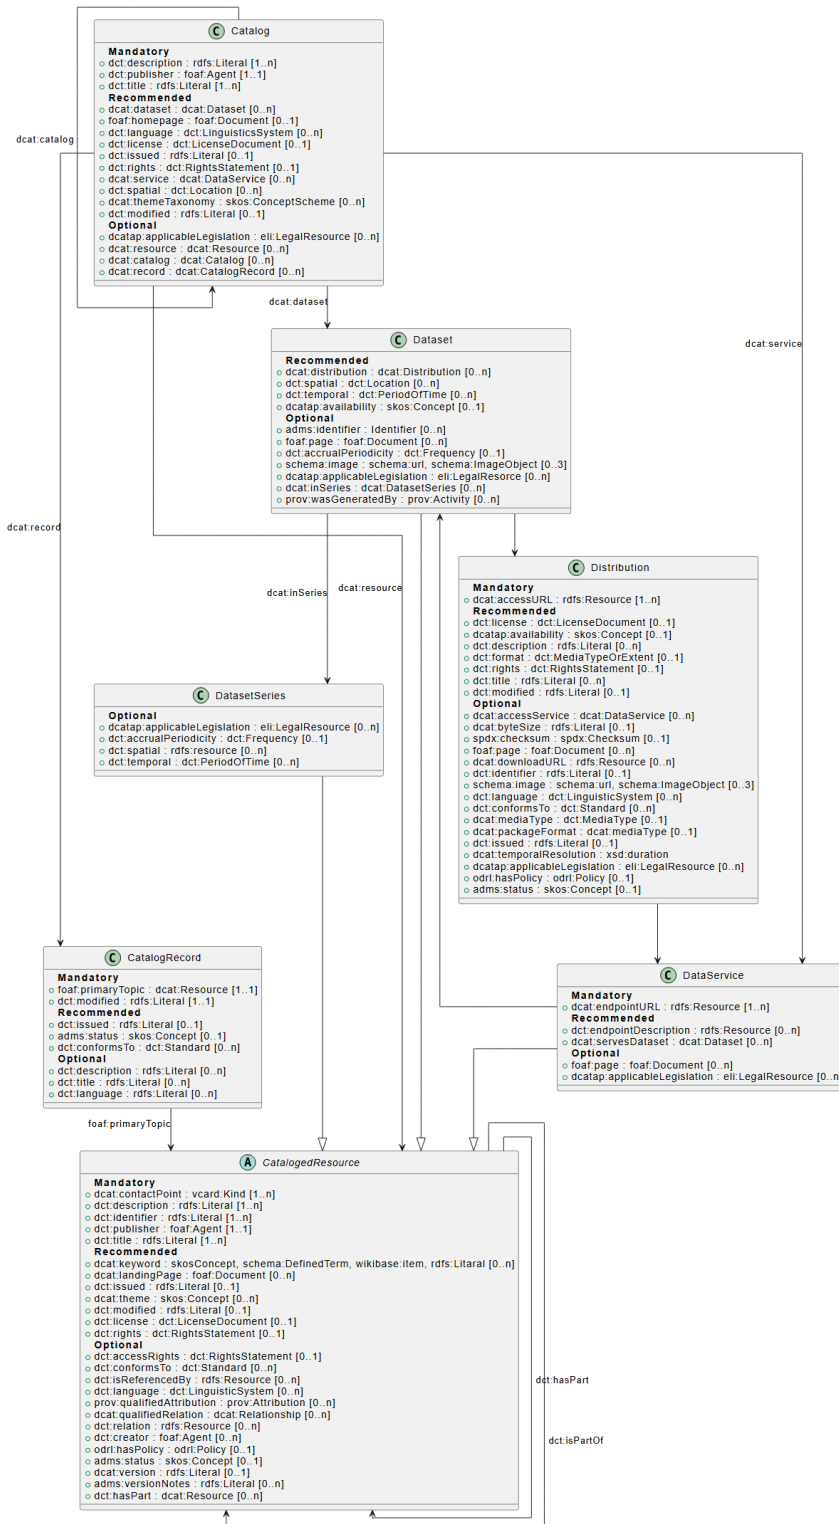 C Catalog
Mandatory
dct:description : rdfs:Literal [1..n]
dct:publisher : foaf:Agent [1..1]
dct:title : rdfs:Literal [1..n]
Recommended
dcat:dataset : dcat:Dataset [0..n]
foaf:homepage : foaf:Document [0..1]
dct:language : dct:LinguisticsSystem [0..n]
dct:license : dct:LicenseDocument [0..1]
dct:issued : rdfs:Literal [0..1]
dct:rights : dct:RightsStatement [0..1]
dcat:service : dcat:DataService [0..n]
dct:spatial : dct:Location [0..n]
dcat:themeTaxonomy : skos:ConceptScheme [0..n]
dct:modified : rdfs:Literal [0..1]
Optional
dcatap:applicableLegislation : eli:LegalResource [0..n]
dcat:resource : dcat:Resource [0..n]
dcat:catalog : dcat:Catalog [0..n]
dcat:record : dcat:CatalogRecord [0..n]
dcat:catalog
dcat:dataset
dcat:service
C Dataset
Recommended
dcat:distribution : dcat:Distribution [0..n]
dct:spatial : dct:Location [0..n]
dct:temporal : dct:PeriodOfTime [0..n]
dcatap:availability : skos:Concept [0..1]
Optional
adms:identifier : Identifier [0..n]
foaf:page : foaf:Document [0..n]
dct:accrualPeriodicity : dct:Frequency [0..1]
schema:image : schema:url, schema:ImageObject [0..3]
dcatap:applicableLegislation : eli:LegalResorce [0..n]
dcat:inSeries : dcat:DatasetSeries [0..n]
prov:wasGeneratedBy : prov:Activity [0..n]
dcat:record
dcat:inSeries
dcat:resource
C Distribution
Mandatory
dcat:accessURL : rdfs:Resource [1..n]
Recommended
dct:license : dct:LicenseDocument [0..1]
dcatap:availability : skos:Concept [0..1]
dct:description : rdfs:Literal [0..n]
dct:format : dct:MediaTypeOrExtent [0..1]
dct:rights : dct:RightsStatement [0..1]
dct:title : rdfs:Literal [0..n]
dct:modified : rdfs:Literal [0..1]
Optional
dcat:accessService : dcat:DataService [0..n]
dcat:byteSize : rdfs:Literal [0..1]
spdx:checksum : spdx:Checksum [0..1]
foaf:page : foaf:Document [0..n]
dcat:downloadURL : rdfs:Resource [0..n]
dct:identifier : rdfs:Literal [0..1]
schema:image : schema:url, schema:ImageObject [0..3]
dct:language : dct:LinguisticSystem [0..n]
dct:conformsTo : dct:Standard [0..n]
dcat:mediaType : dct:MediaType [0..1]
dcat:packageFormat : dcat:mediaType [0..1]
dct:issued : rdfs:Literal [0..1]
dcat:temporalResolution : xsd:duration
dcatap:applicableLegislation : eli:LegalResource [0..n]
odrl:hasPolicy : odrl:Policy [0..1]
adms:status : skos:Concept [0..1]
C DatasetSeries
Optional
dcatap:applicableLegislation : eli:LegalResource [0..n]
dct:accrualPeriodicity : dct:Frequency [0..1]
dct:spatial : rdfs:resource [0..n]
dct:temporal : dct:PeriodOfTime [0..n]
C CatalogRecord
Mandatory
foaf:primaryTopic : dcat:Resource [1..1]
dct:modified : rdfs:Literal [1..1]
Recommended
dct:issued : rdfs:Literal [0..1]
adms:status : skos:Concept [0..1]
dct:conformsTo : dct:Standard [0..n]
Optional
dct:description : rdfs:Literal [0..n]
dct:title : rdfs:Literal [0..n]
dct:language : rdfs:Literal [0..n]
C DataService
Mandatory
dcat:endpointURL : rdfs:Resource [1..n]
Recommended
dct:endpointDescription : rdfs:Resource [0..n]
dcat:servesDataset : dcat:Dataset [0..n]
Optional
foaf:page : foaf:Document [0..n]
dcatap:applicableLegislation : eli:LegalResource [0..n
foaf:primaryTopic
A CatalogedResource
Mandatory
dcat:contactPoint : vcard:Kind [1..n]
dct:description : rdfs:Literal [1..n]
dct:identifier : rdfs:Literal [1..n]
dct:publisher : foaf:Agent [1..1]
dct:title : rdfs:Literal [1..n]
Recommended
dcat:keyword : skosConcept, schema:DefinedTerm, wikibase:item, rdfs:Litaral [0..n]
dcat:landingPage : foaf:Document [0..n]
dct:issued : rdfs:Literal [0..1]
dcat:theme : skos:Concept [0..n]
dct:modified : rdfs:Literal [0..1]
dct:license : dct:LicenseDocument [0..1]
dct:rights : dct:RightsStatement [0..1]
Optional
dct:accessRights : dct:RightsStatement [0..1]
dct:conformsTo : dct:Standard [0..n]
dct:isReferencedBy : rdfs:Resource [0..n]
dct:language : dct:LinguisticSystem [0..n]
prov:qualifiedAttribution : prov:Attribution [0..n]
dcat:qualifiedRelation : dcat:Relationship [0..n]
dct:relation : rdfs:Resource [0..n]
dct:creator : foaf:Agent [0..n]
odrl:hasPolicy : odrl:Policy [0..1]
adms:status : skos:Concept [0..1]
dcat:version : rdfs:Literal [0..1]
adms:versionNotes : rdfs:Literal [0..n]
dct:hasPart : dcat:Resource [0..n]
dct:hasPart
dct:isPartOf